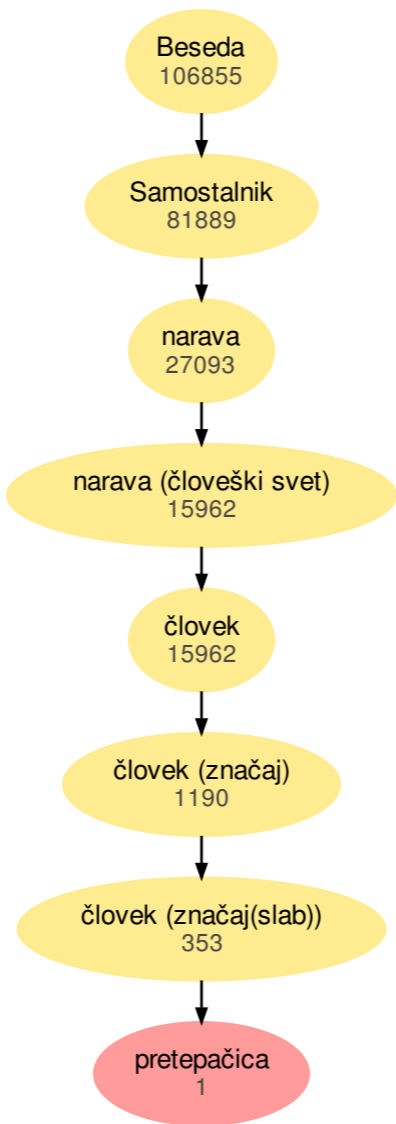 Beseda
106855
Samostalnik
81889
narava
27093
narava (človeški svet)
15962
človek
15962
človek (značaj)
1190
človek (značaj(slab))
353
pretepačica
1